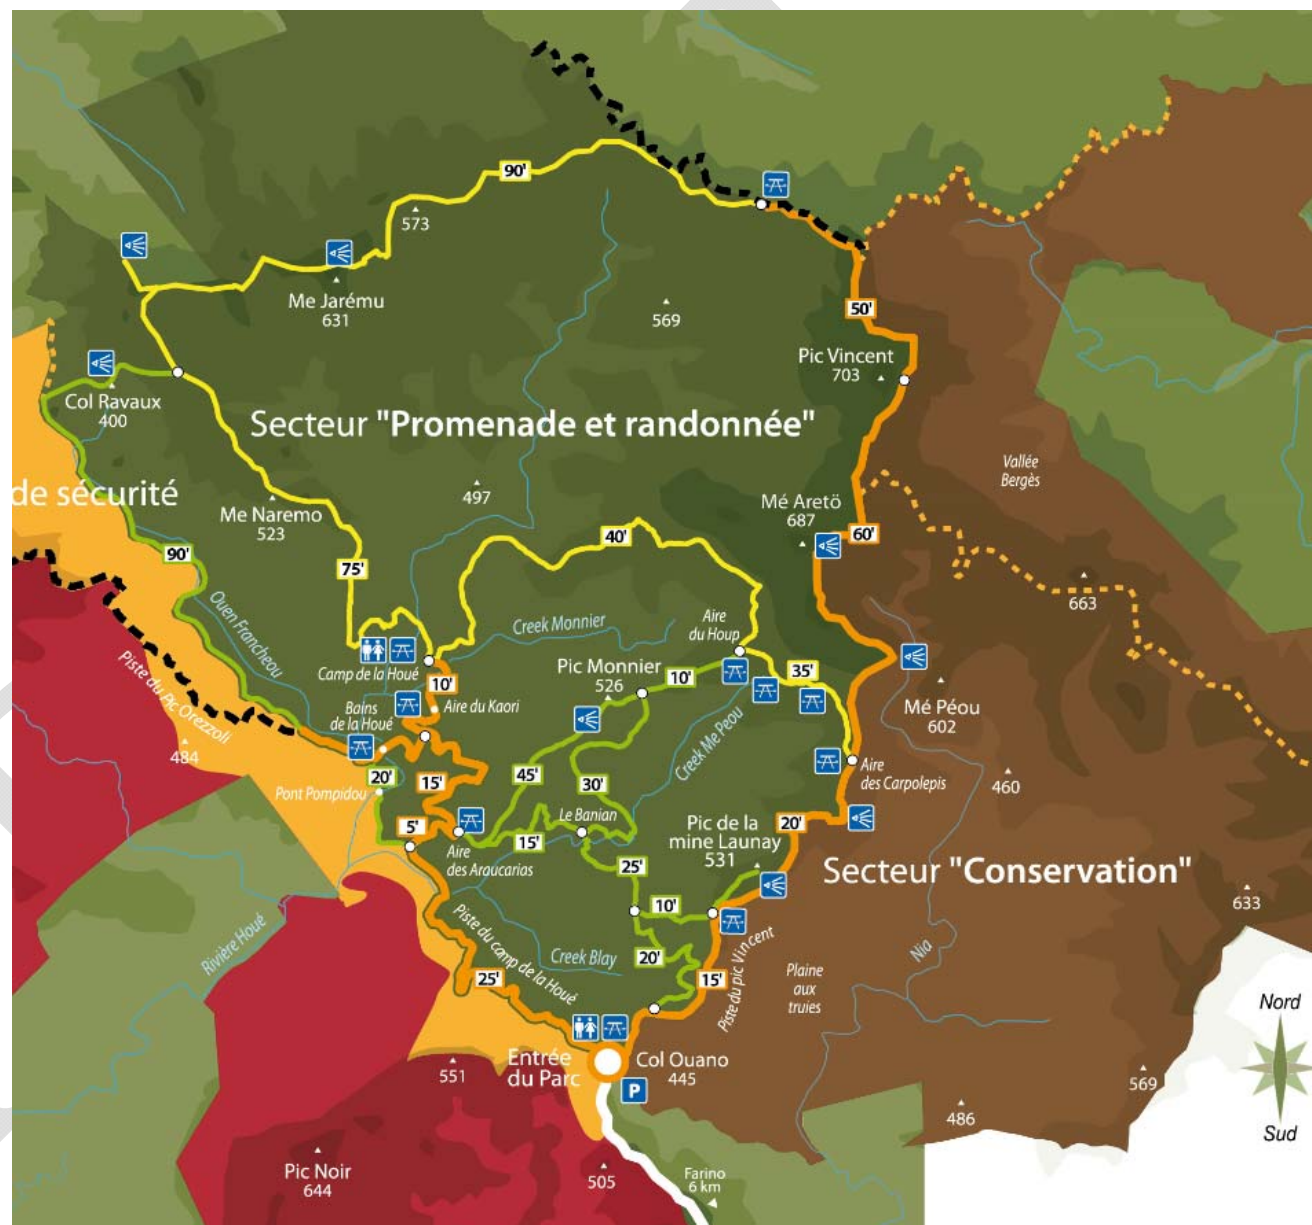 90'
573
Me Jarému
631
569
50'
Pic Vincent
703
Col Ravaux
400
Secteur "Promenade et randonnée"
de sécurité
497
Me Naremo
523
Vallée
Bergès
Mé Aretö
687
60'
40'
90'
75'
663
Ouen Francheou
Creek Monnier
Aire
du Houp
Camp de la Houé
Pic Monnier
526
10'
35'
10'
Aire du Kaori
Mé Péou
602
Piste du Pic Orezzoli
484
Bains
de la Houé
Creek Me Peou
Aire
des Carpolepis
460
20'
Pont Pompidou
15'
45'
30'
5'
Le Banian
15'
Aire
des Araucarias
Pic de la
mine Launay
531
20'
25'
Secteur "Conservation"
633
10'
Piste du camp de la Houé
Rivière Houé
Creek Blay
20'
15'
Piste du pic Vincent
Nia
Plaine
aux
truies
25'
Nord
Entrée
du Parc
Col Ouano
445
P
551
569
486
Sud
Pic Noir
644
505
Farino
6 km